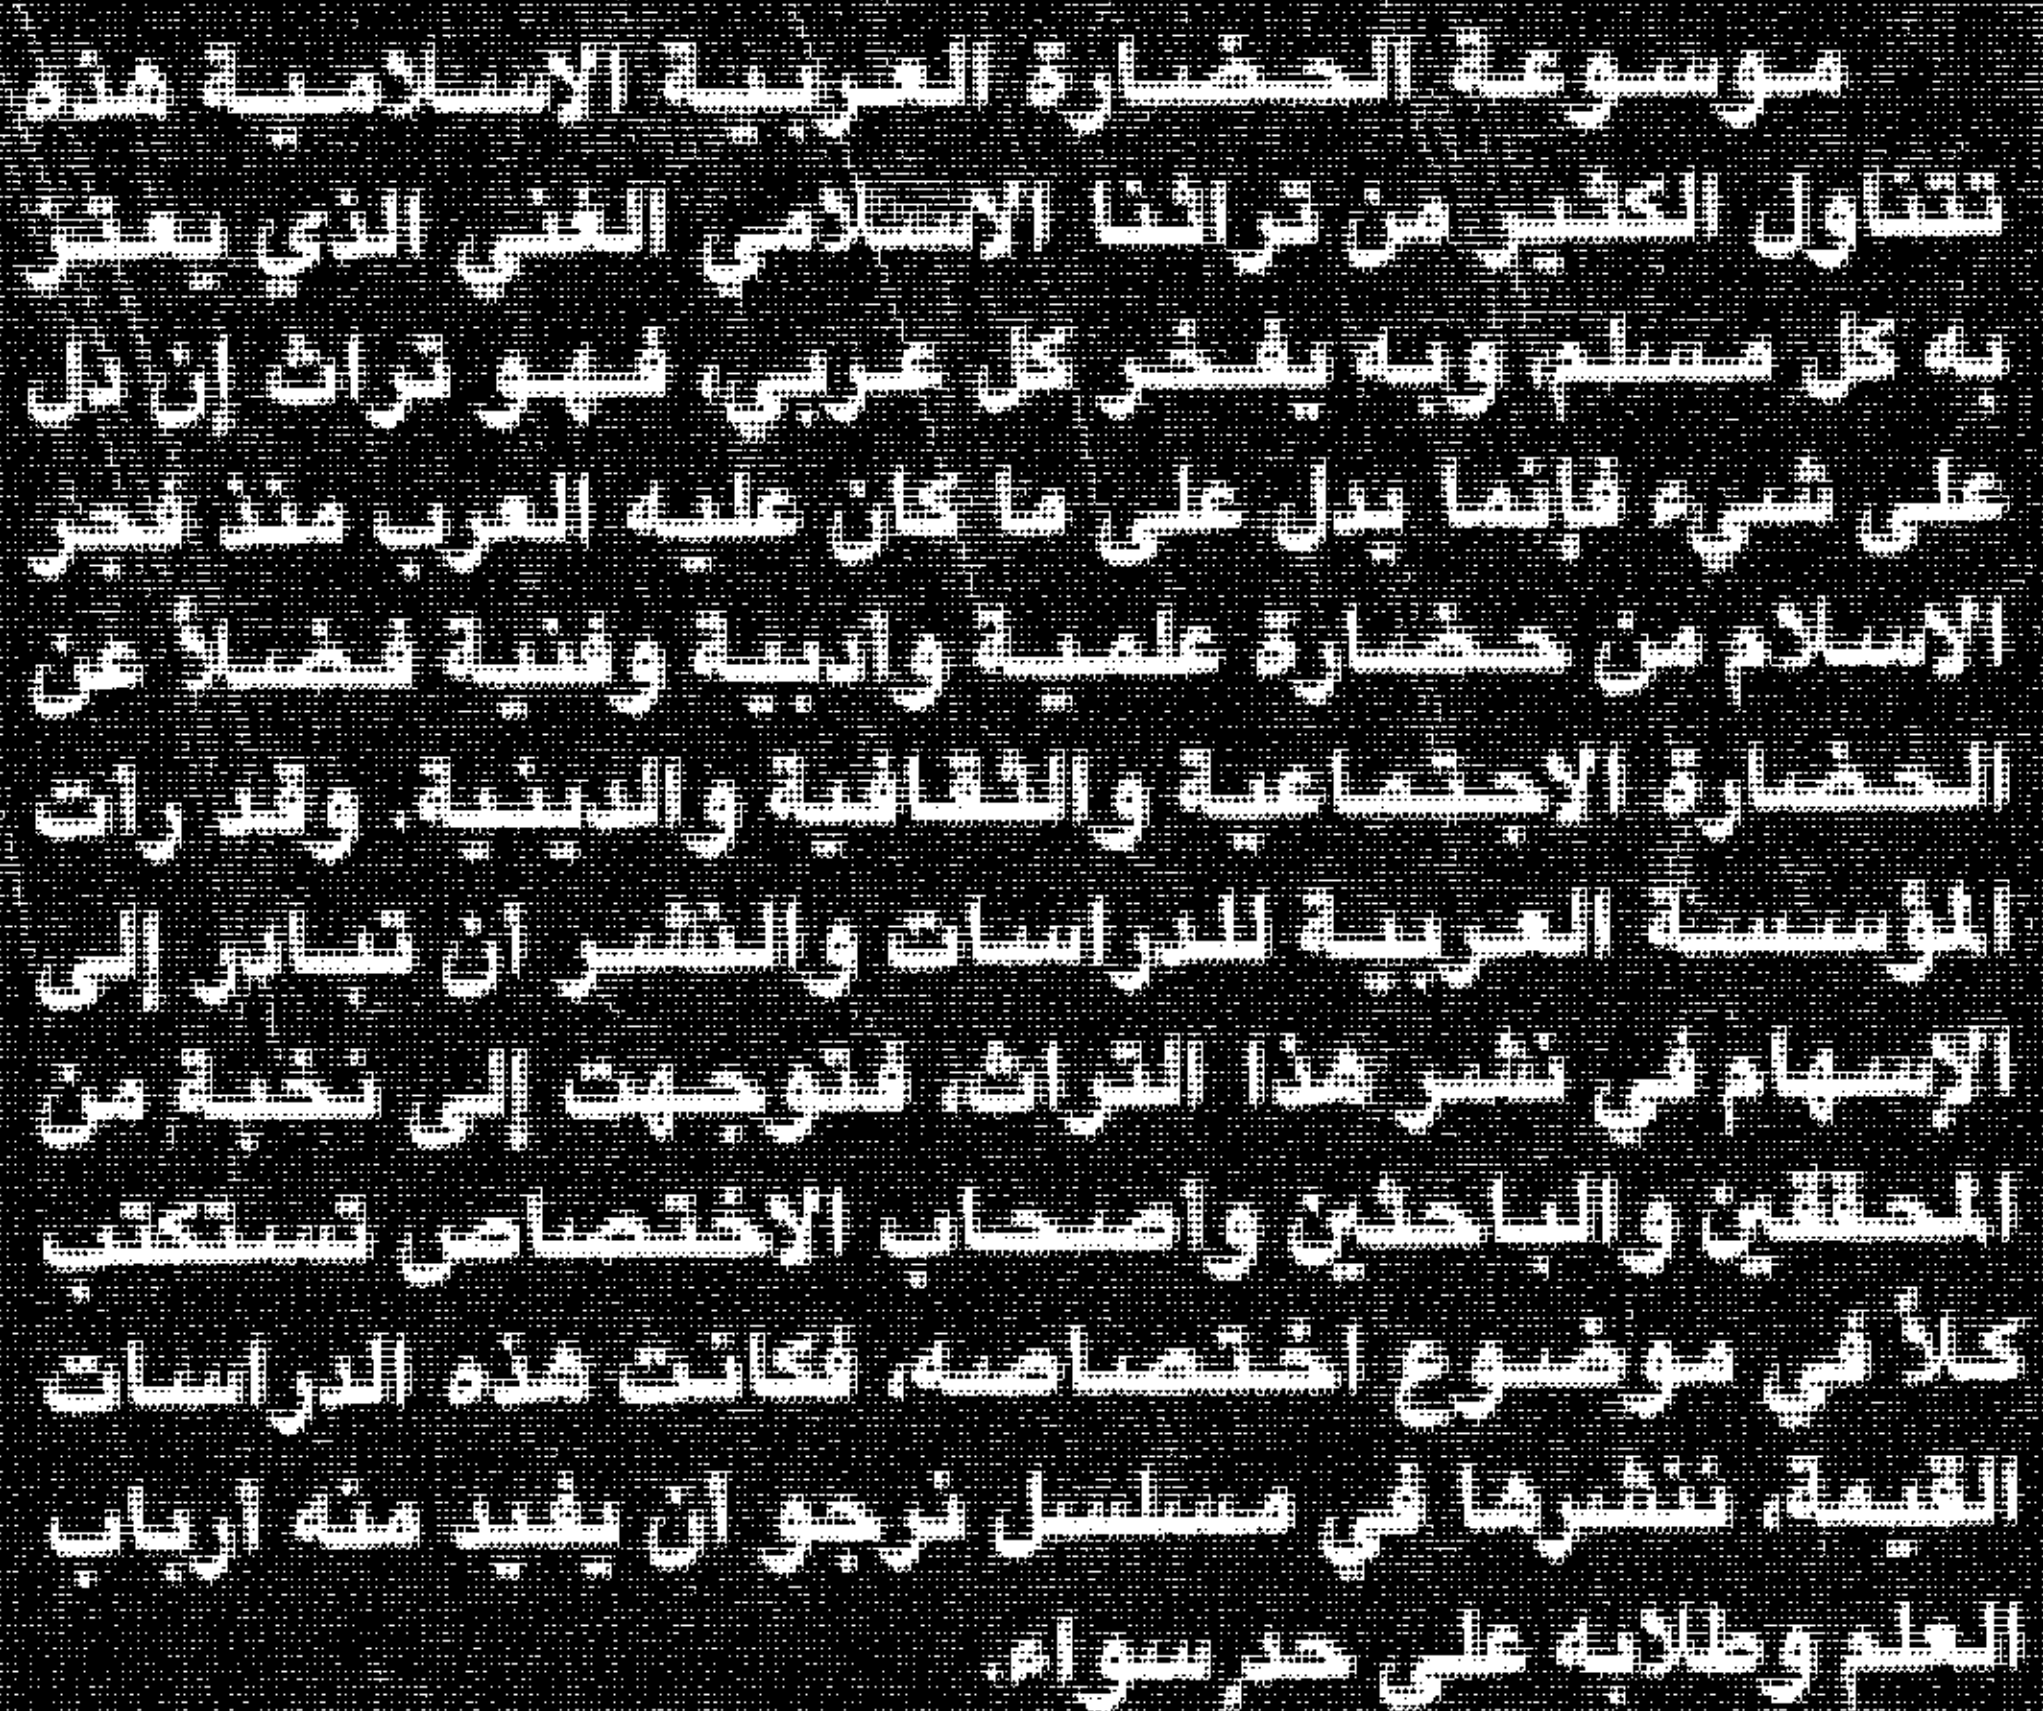 موسوعة الحضارة العربية الاسلامية هذه
تتناول الكثير من تراثنا الاسلامي الغني الذي يعتز
به كل مسلم وبه يفخر كل عربي، فهو تراث إن دل
على شيء فإنما يدل على ما كان عليه العرب منذ فجر
الاسلام من حضارة علمية وادبية وفنية فضلاً عن
الحضارة الاجتماعية والثقافية والدينية. وقد رأت
المؤسسة العربية للدراسات والنشر أن تبادر إلى
الإسهام في نشر هذا التراث، فتوجهت إلى نخبة من
المحققين والباحثين وأصحاب الاختصاص تستكتب
كلاً في موضوع اختصاصه، فكانت هذه الدراسات
القيمة، ننشرها في مسلسل نرجو أن يفيد منه أرباب
العلم وطلابه على حد سواء.